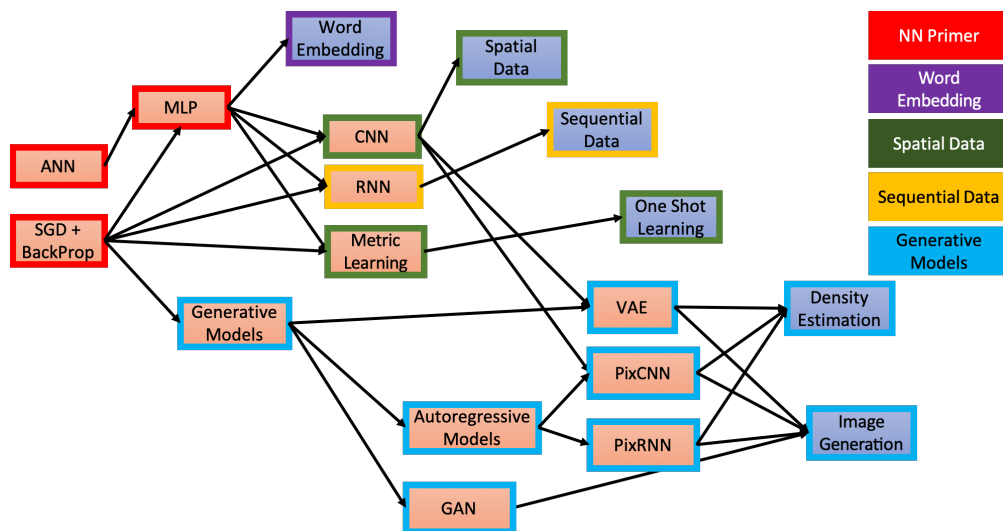 Word
Embedding
Spatial
Data
NN Primer
MLP
Word
Embedding
CNN
Sequential
Data
Spatial Data
ANN
RNN
Sequential Data
SGD +
BackProp
Metric
Learning
One Shot
Learning
Generative
Models
Generative
Models
VAE
Density
Estimation
PixCNN
Autoregressive
Models
PixRNN
Image
Generation
GAN